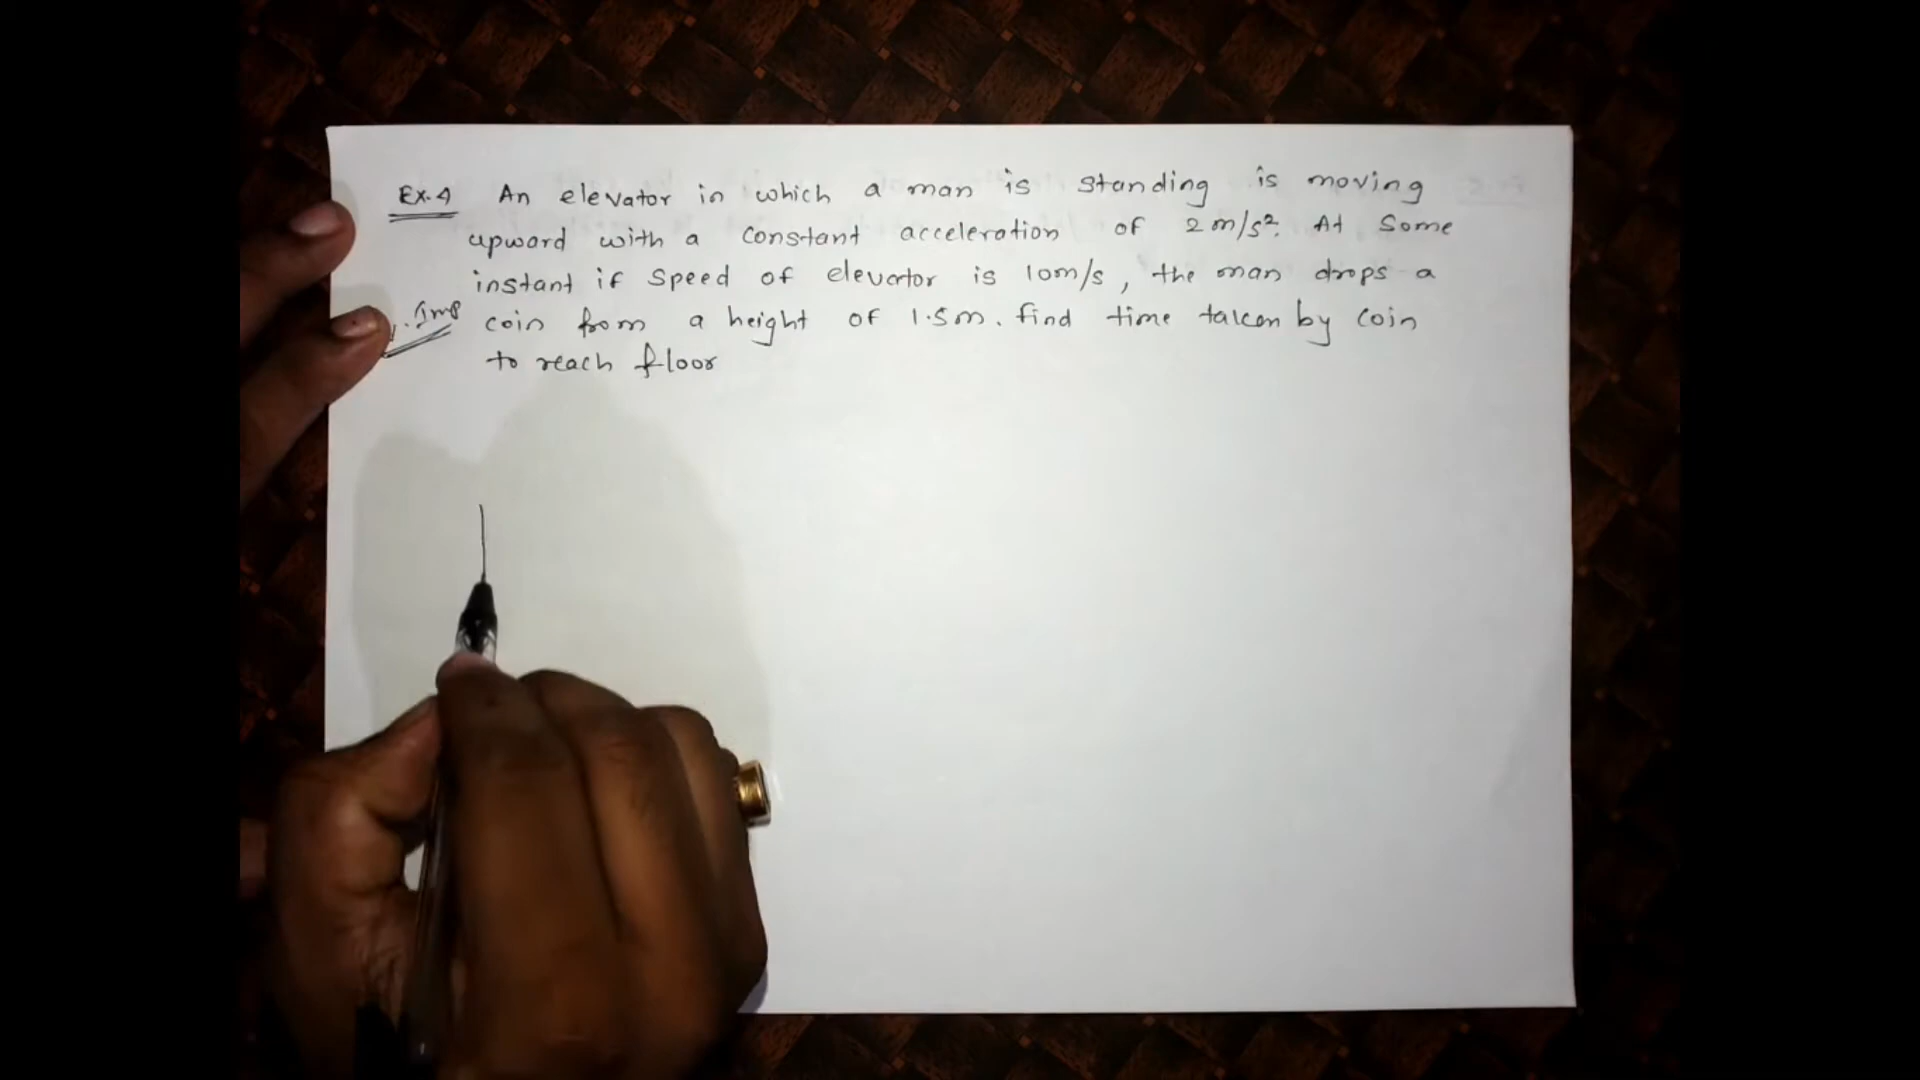 Ex.4 An elevator in which a man is standing is moving
upward with a constant acceleration of 2 m/s². At Some
instant if Speed of elevator is 10m/s, the man drops a
Imp coin from a height of 1.5m. find time taken by coin
to reach floor